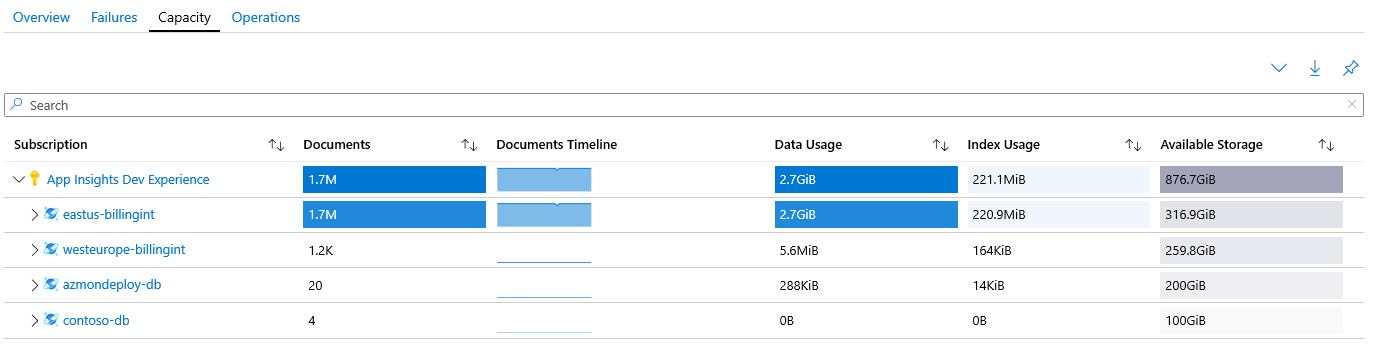 Overview Failures Capacity Operations
Search
Subscription Documents Documents Timeline Data Usage Index Usage Available Storage
App Insights Dev Experience 1.7M 2.7GiB 221.1MiB 876.7GiB
eastus-billingint 1.7M 2.7GiB 220.9MiB 316.9GiB
westeurope-billingint 1.2K 5.6MiB 164KiB 259.8GiB
azmondeploy-db 20 288KiB 14KiB 200GiB
contoso-db 4 0B 0B 100GiB